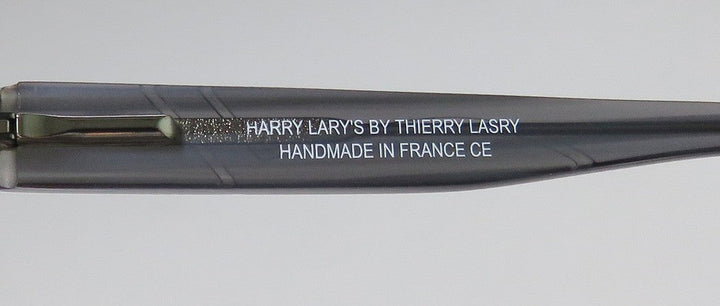 HARRY LARY'S BY THIERRY LASRY
HANDMADE IN FRANCE CE